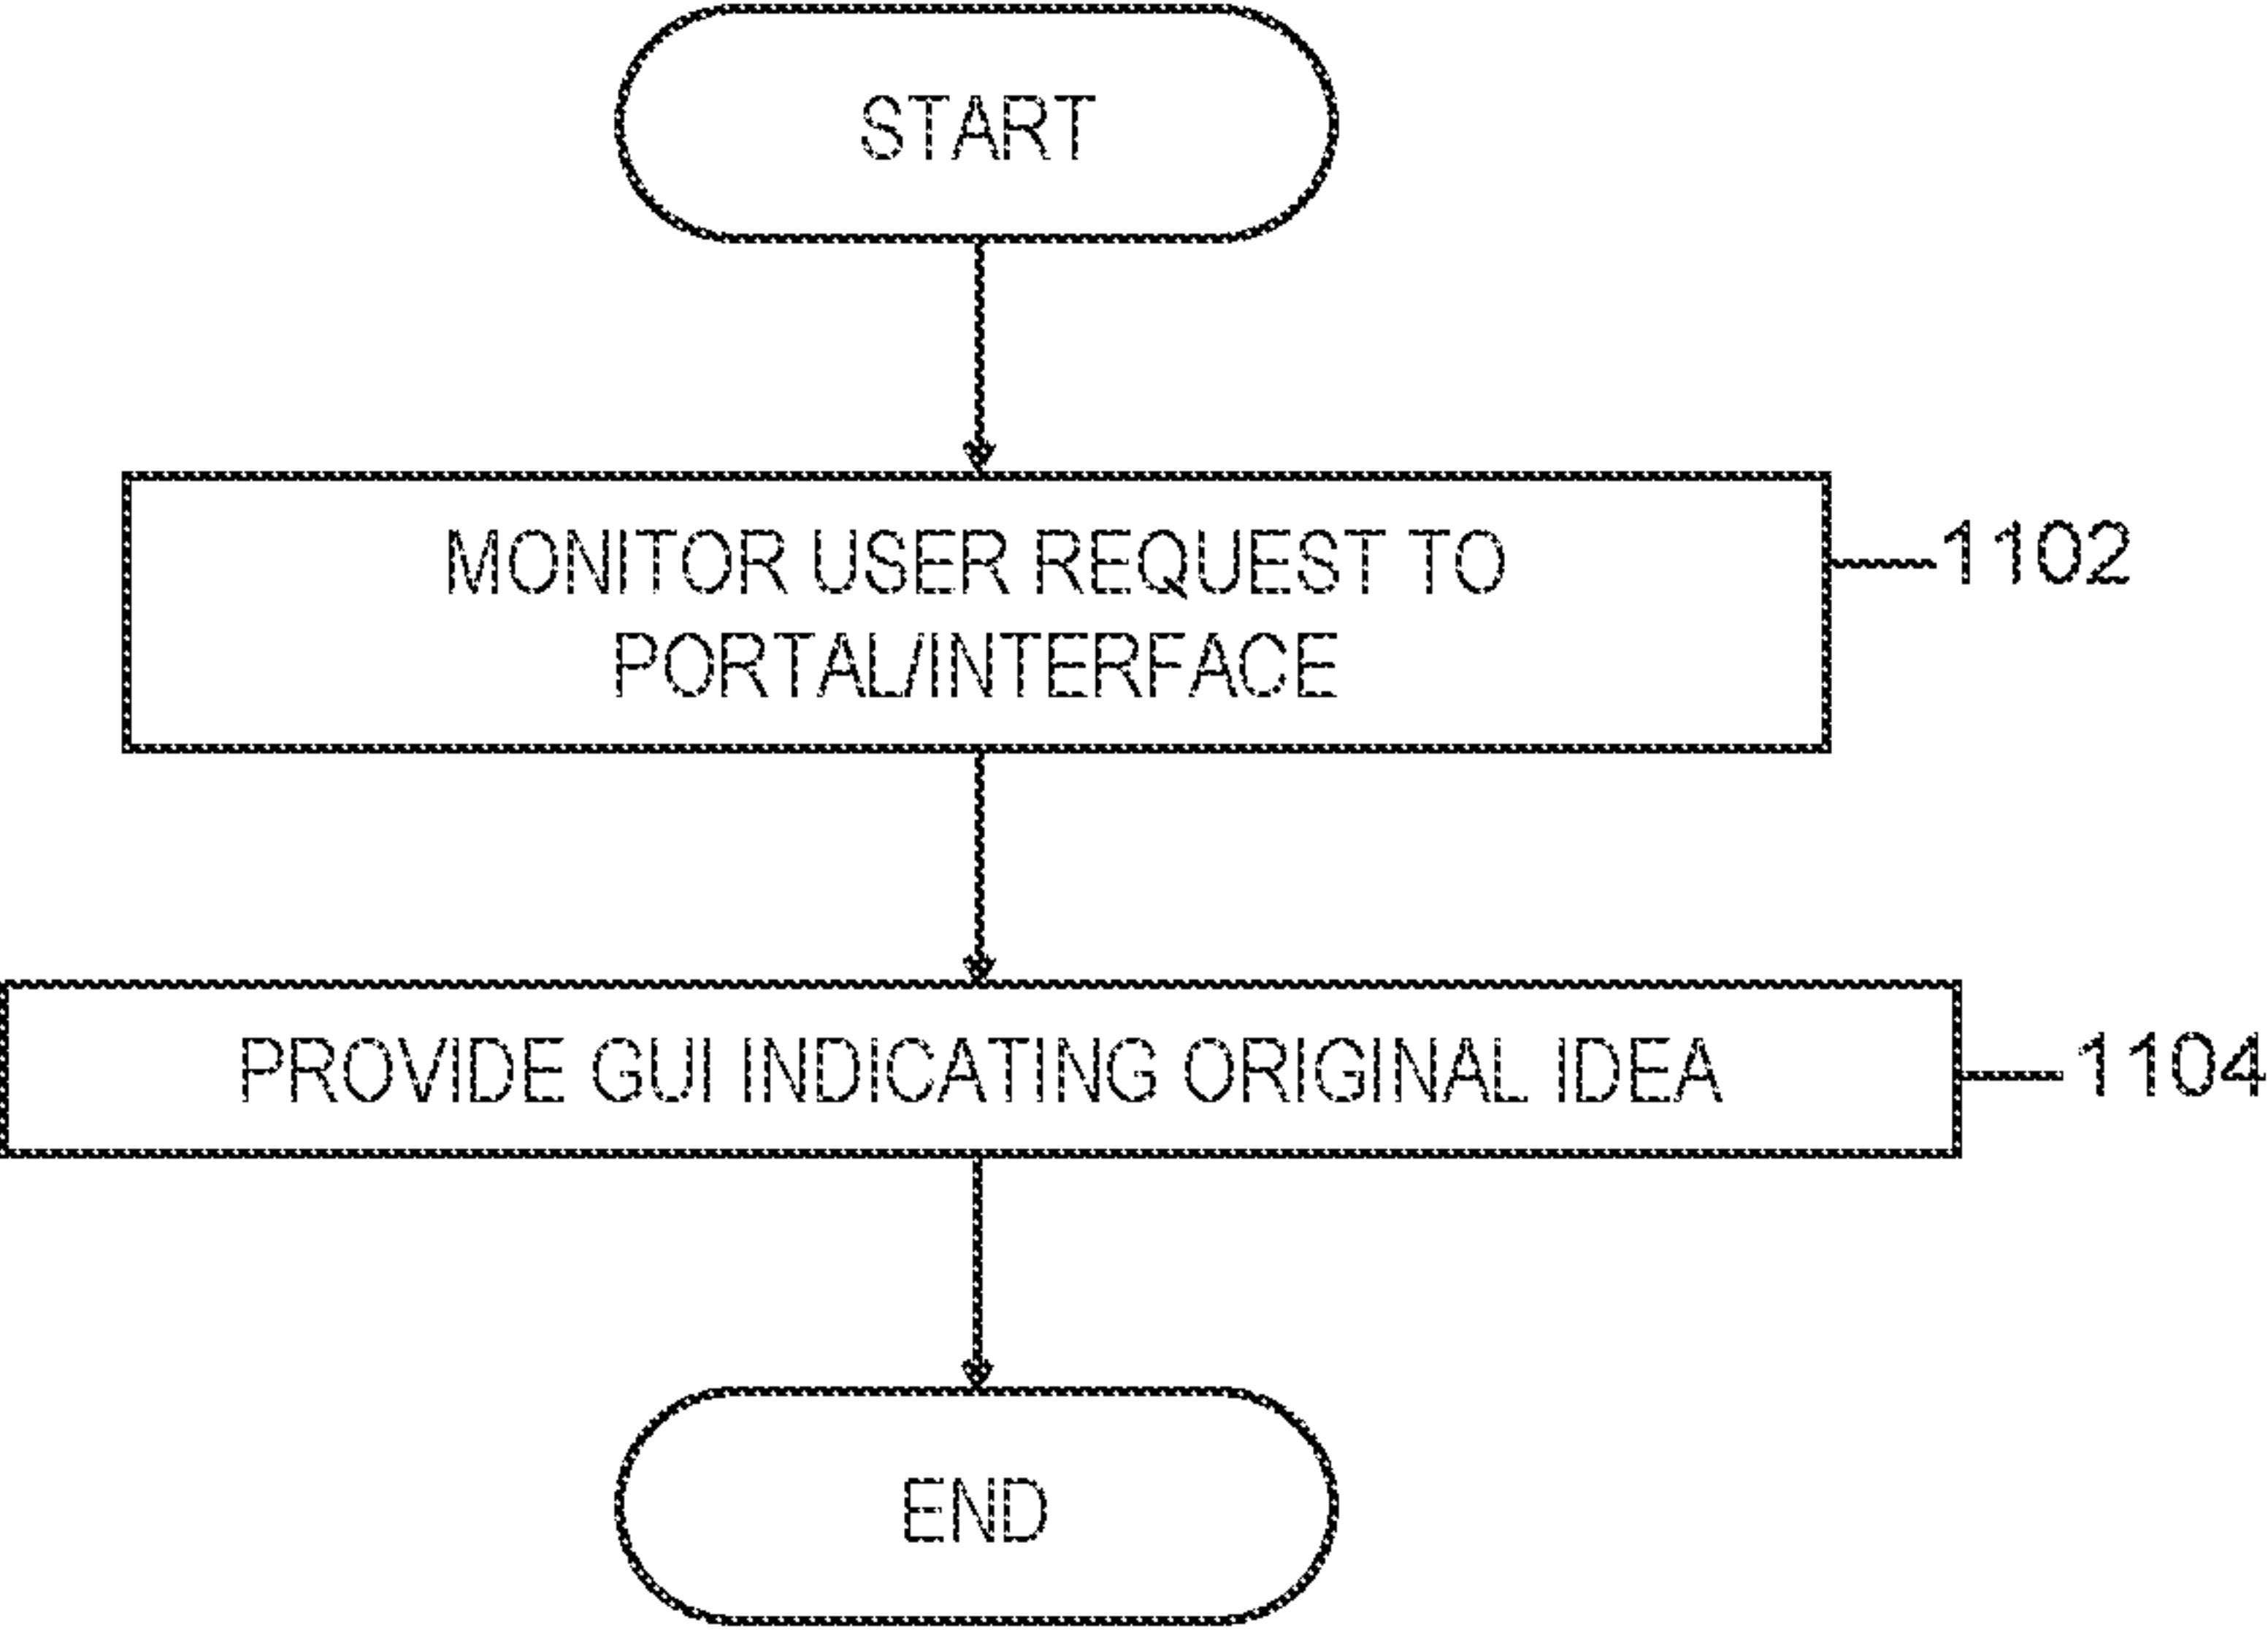 START
MONITOR USER REQUEST TO
PORTAL/INTERFACE
1102
PROVIDE GUI INDICATING ORIGINAL IDEA
1104
END